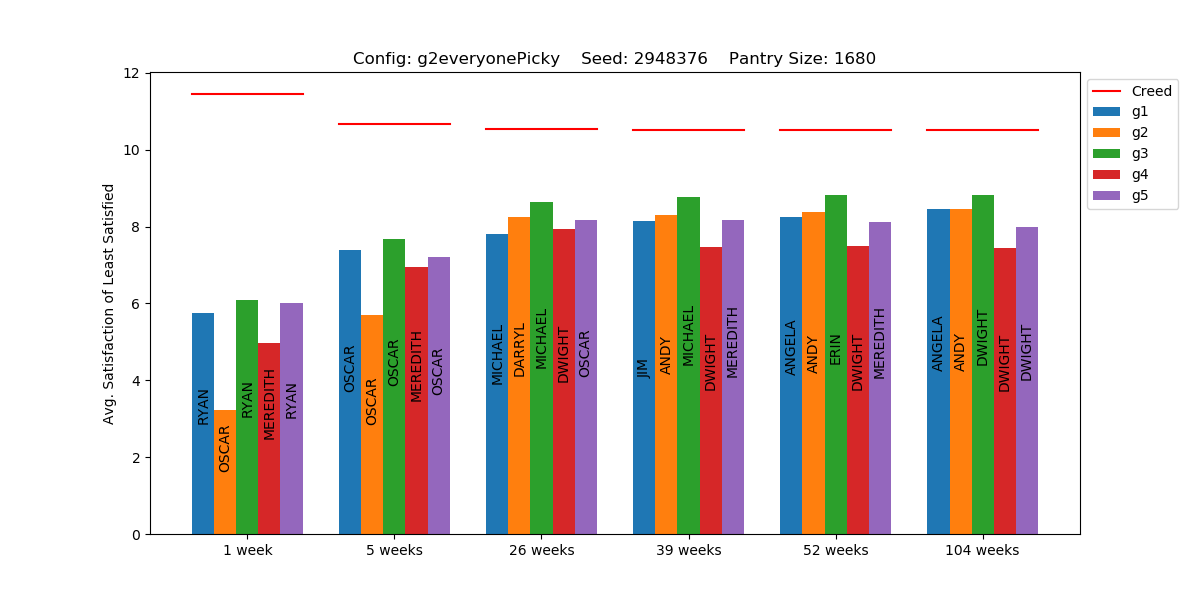 Config: g2everyonePicky    Seed: 2948376    Pantry Size: 1680
Avg. Satisfaction of Least Satisfied
12
10
8
6
4
2
0
Creed
g1
g2
g3
g4
g5
RYAN
OSCAR
RYAN
MEREDITH
RYAN
OSCAR
OSCAR
OSCAR
MEREDITH
OSCAR
MICHAEL
DARRYL
MICHAEL
DWIGHT
OSCAR
JIM
ANDY
MICHAEL
DWIGHT
MEREDITH
ANGELA
ANDY
ERIN
DWIGHT
MEREDITH
ANGELA
ANDY
DWIGHT
DWIGHT
DWIGHT
1 week
5 weeks
26 weeks
39 weeks
52 weeks
104 weeks